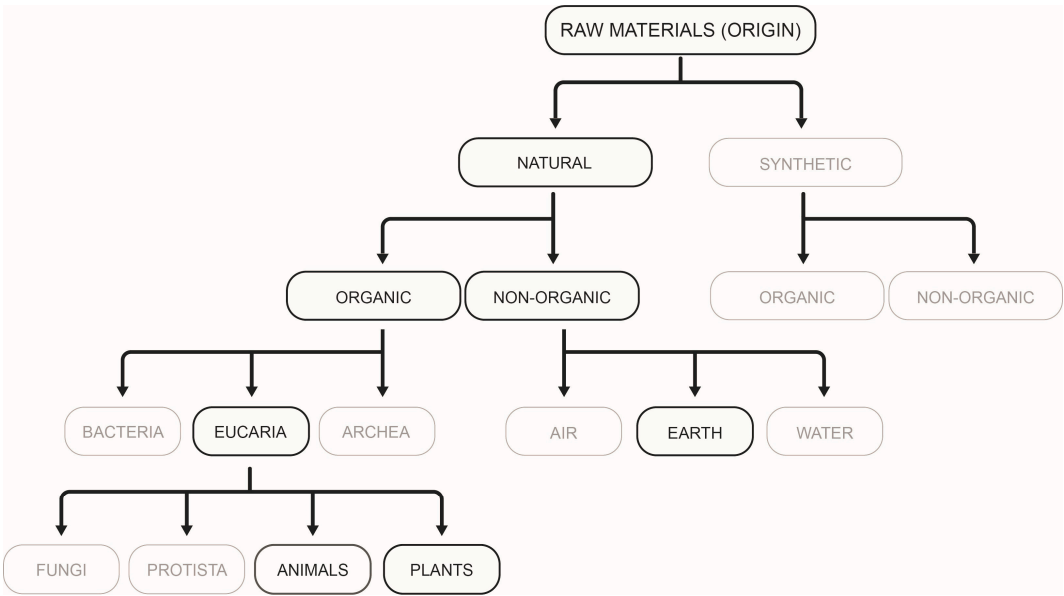 RAW MATERIALS (ORIGIN)
NATURAL
SYNTHETIC
ORGANIC
NON-ORGANIC
ORGANIC
NON-ORGANIC
BACTERIA
EUCARIA
ARCHEA
AIR
EARTH
WATER
FUNGI
PROTISTA
ANIMALS
PLANTS